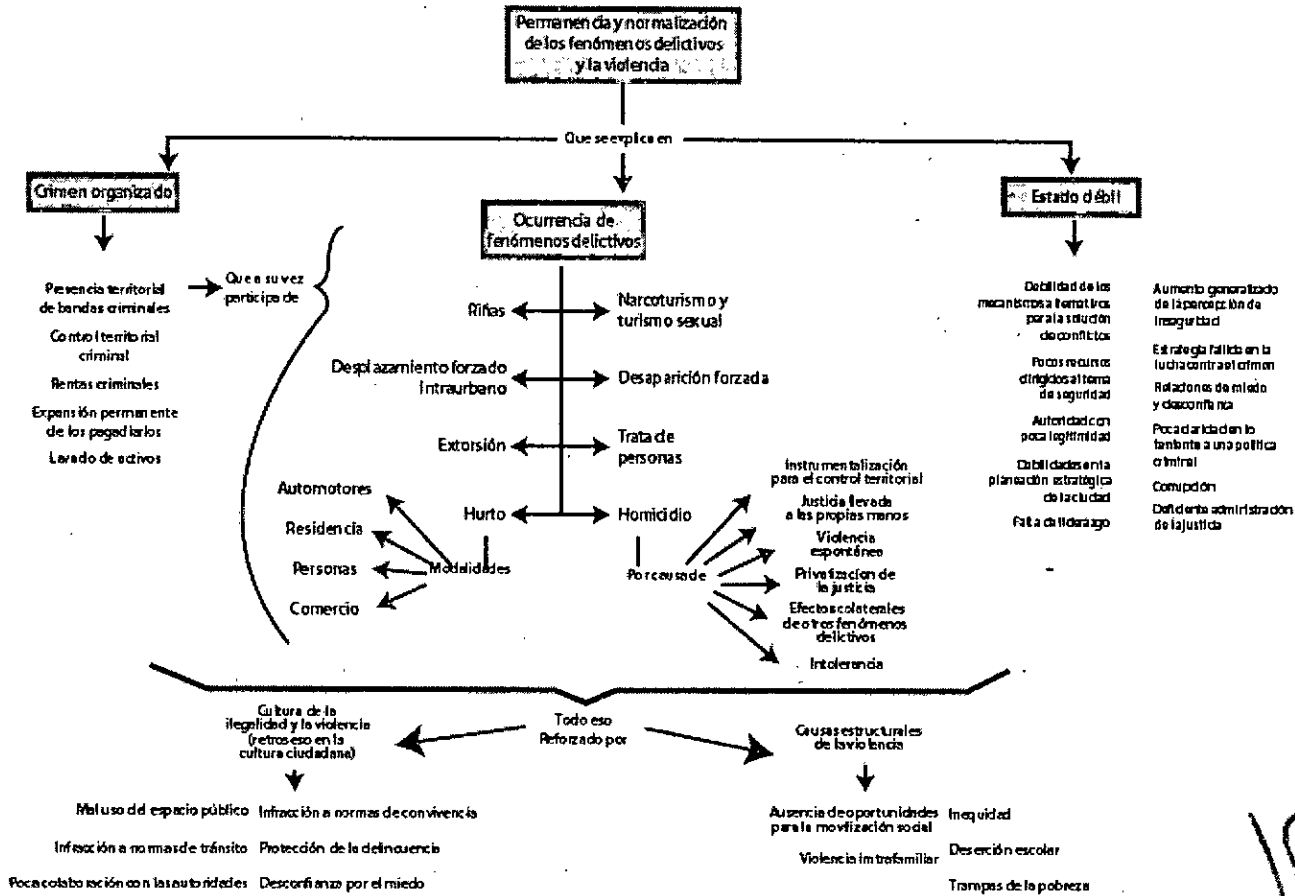 Permanencia y normalización
de los fenómenos delictivos
y la violencia
Que se explica en
Crimen organizado
Presencia territorial
de bandas criminales
Control territorial
criminal
Rentas criminales
Expansión permanente
de los pagadiarios
Lavado de activos
Que a su vez
participa de
Ocurrencia de
fenómenos delictivos
Riñas
Narcoturismo y
turismo sexual
Desplazamiento forzado
Intraurbano
Desaparición forzada
Extorsión
Trata de
personas
Hurto
Homicidio
Modalidades
Automotores
Residencia
Personas
Comercio
Por causa de
Instrumentalización
para el control territorial
Justicia llevada
a las propias manos
Violencia
espontánea
Privatización de
la justicia
Efectos colaterales
de otros fenómenos
delictivos
Intolerancia
Estado débil
Debilidad de los
mecanismos alternativos
para la solución
de conflictos
Pocos recursos
dirigidos al tema
de seguridad
Autoridad con
poca legitimidad
Debilidades en la
planeación estratégica
de la ciudad
Falta de liderazgo
Aumento generalizado
de la percepción de
inseguridad
Estrategia fallida en la
lucha contra el crimen
Relaciones de miedo
y desconfianza
Poca claridad en lo
tentante a una política
criminal
Corrupción
Deficiente administración
de la justicia
Todo eso
Reforzado por
Cultura de la
ilegalidad y la violencia
(retroseso en la
cultura ciudadana)
Mal uso del espacio público
Infracción a normas de convivencia
Infracción a normas de tránsito
Protección de la delincuencia
Poca colaboración con las autoridades
Desconfianza por el miedo
Causas estructurales
de la violencia
Ausencia de oportunidades
para la movilización social
Inequidad
Violencia intrafamiliar
Deserción escolar
Trampas de la pobreza